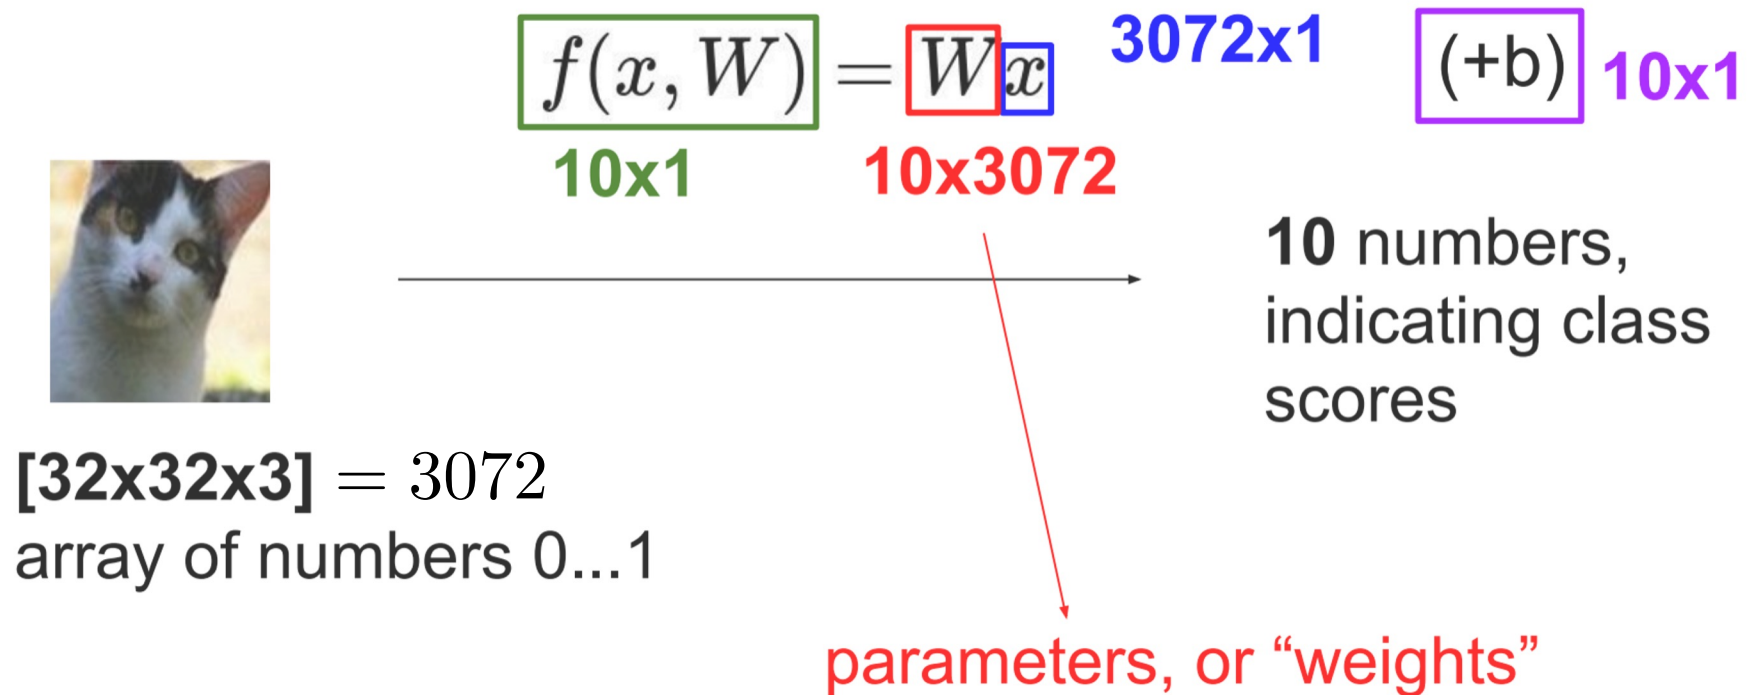 f(x, W) = Wx 3072x1 (+b) 10x1
10x1 10x3072
10 numbers,
indicating class
scores
[32x32x3] = 3072
array of numbers 0...1
parameters, or “weights”